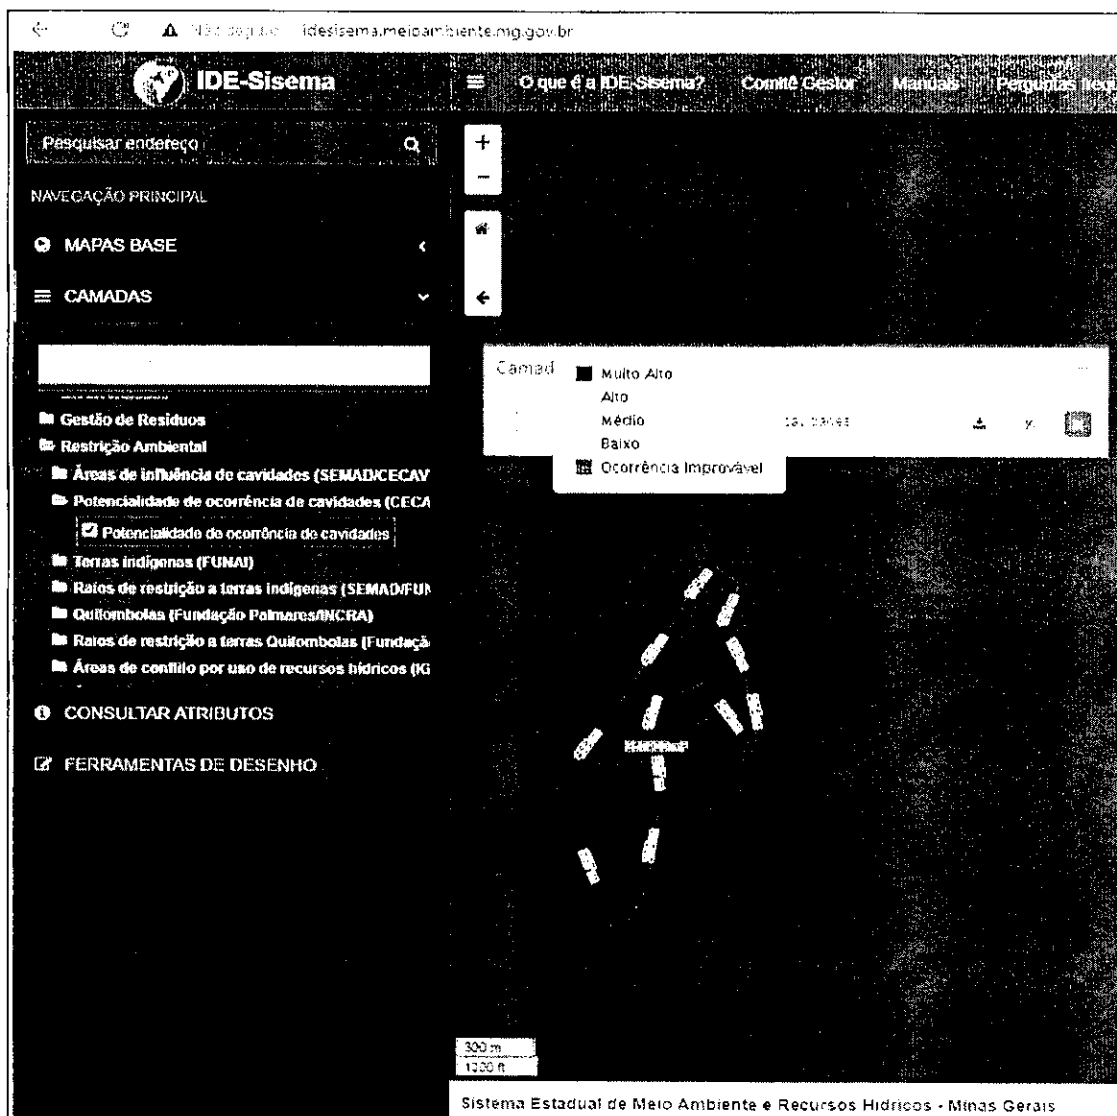 Não seguro idesisema.meioambiente.mg.gov.br
IDE-Sisema
O que é a IDE-Sisema? Comitê Gestor Manuais Perguntas frequ
Pesquisar endereço
+
−
NAVEGAÇÃO PRINCIPAL
MAPAS BASE
CAMADAS
Camad
Muito Alto
Alto
Médio
Baixo
Ocorrência Improvável
Gestão de Resíduos
Restrição Ambiental
Áreas de influência de cavidades (SEMAD/CECAV
Potencialidade de ocorrência de cavidades (CECA
Potencialidade de ocorrência de cavidades
Terras indígenas (FUNAI)
Raios de restrição a terras indígenas (SEMAD/FUN
Quilombolas (Fundação Palmares/INCRA)
Raios de restrição a terras Quilombolas (Fundaçã
Áreas de conflito por uso de recursos hídricos (IG
CONSULTAR ATRIBUTOS
FERRAMENTAS DE DESENHO
300 m
1000 ft
Sistema Estadual de Meio Ambiente e Recursos Hídricos - Minas Gerais